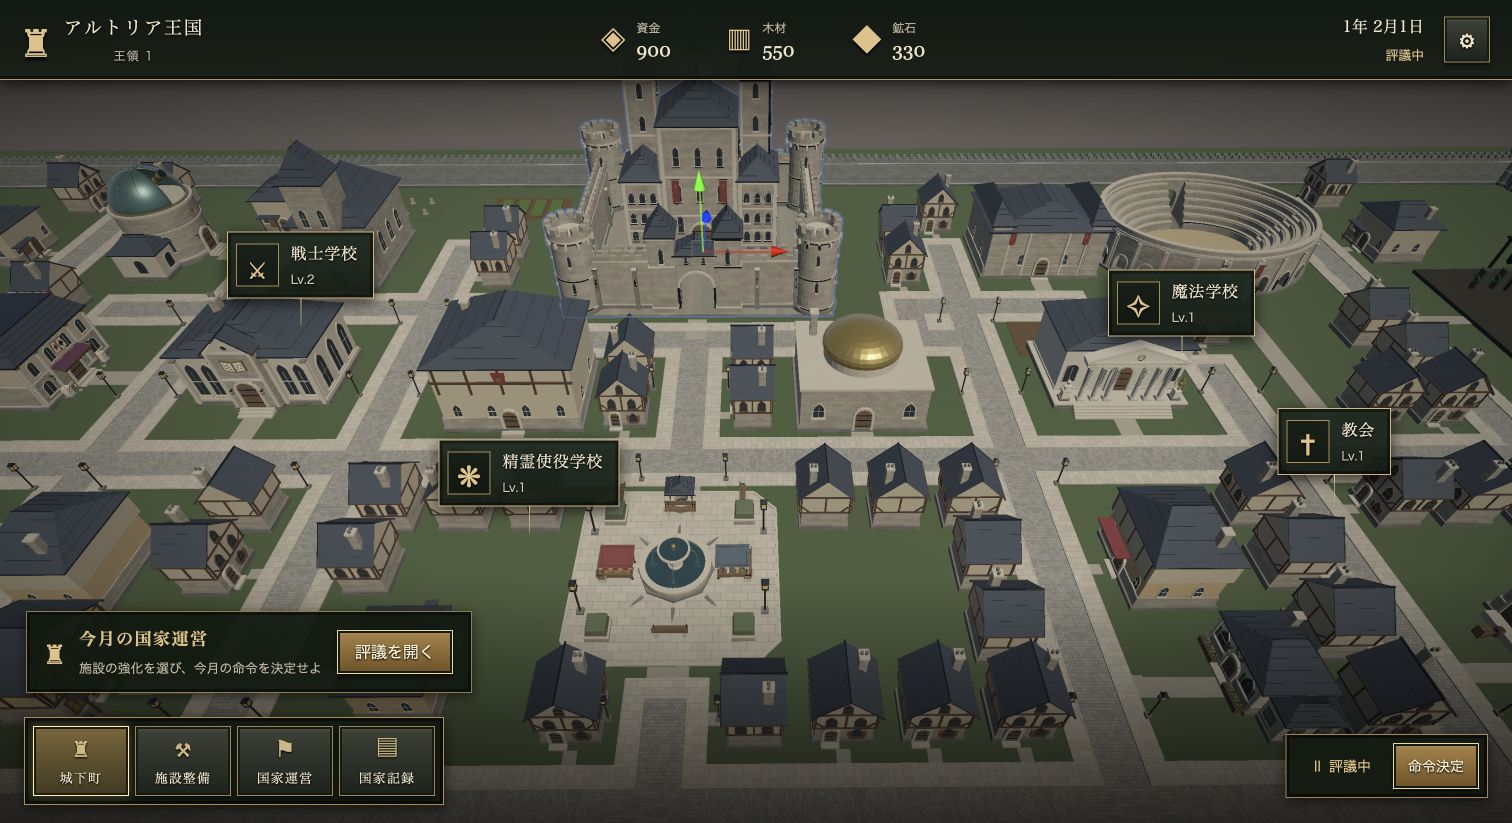 アルトリア王国
王領 1
資金
900
木材
550
鉱石
330
1年 2月1日
評議中
戦士学校
Lv.2
魔法学校
Lv.1
教会
Lv.1
精霊使役学校
Lv.1
今月の国家運営
施設の強化を選び、今月の命令を決定せよ
評議を開く
城下町
施設整備
国家運営
国家記録
評議中
命令決定